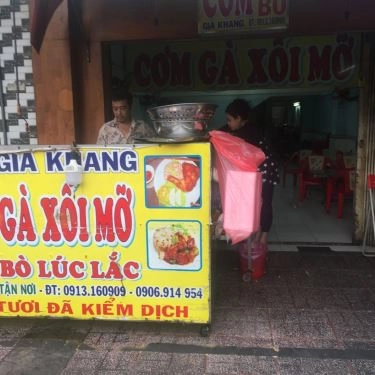 CƠM BÒ
GIA KHANG
CƠM GÀ XÔI MỠ
GIA KHANG
GÀ XÔI MỠ
BÒ LÚC LẮC
TẬN NƠI - ĐT: 0913.160909 - 0906.914 954
TƯƠI ĐÃ KIỂM DỊCH